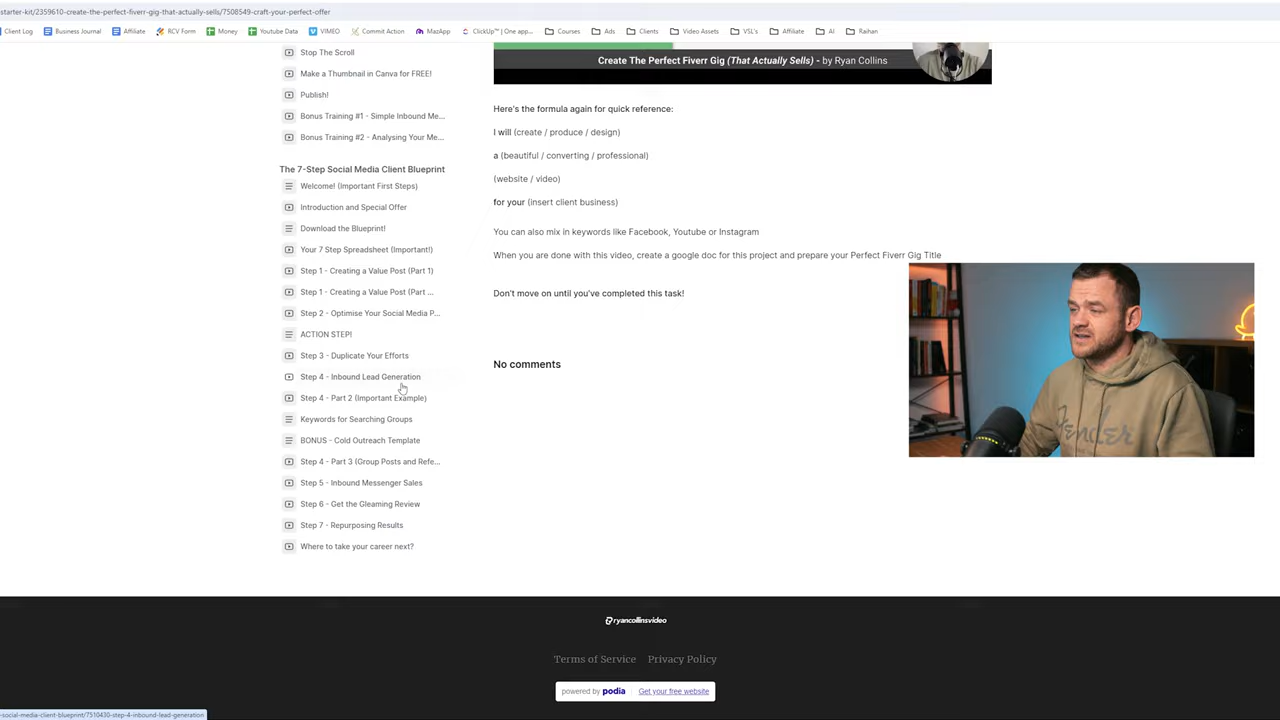 starter-kit/2359610-create-the-perfect-fiverr-gig-that-actually-sells/7508549-craft-your-perfect-offer
Client Log Business Journal Affiliate RCV Form Money Youtube Data VIMEO Commit Action MazApp ClickUp™ | One app... Courses Ads Clients Video Assets VSL's Affiliate AI Raihan
Stop The Scroll
Make a Thumbnail in Canva for FREE!
Publish!
Bonus Training #1 - Simple Inbound Me...
Bonus Training #2 - Analysing Your Me...
The 7-Step Social Media Client Blueprint
Welcome! (Important First Steps)
Introduction and Special Offer
Download the Blueprint!
Your 7 Step Spreadsheet (Important!)
Step 1 - Creating a Value Post (Part 1)
Step 1 - Creating a Value Post (Part ...
Step 2 - Optimise Your Social Media P...
ACTION STEP!
Step 3 - Duplicate Your Efforts
Step 4 - Inbound Lead Generation
Step 4 - Part 2 (Important Example)
Keywords for Searching Groups
BONUS - Cold Outreach Template
Step 4 - Part 3 (Group Posts and Refe...
Step 5 - Inbound Messenger Sales
Step 6 - Get the Gleaming Review
Step 7 - Repurposing Results
Where to take your career next?
Create The Perfect Fiverr Gig (That Actually Sells) - by Ryan Collins
Here's the formula again for quick reference:
I will (create / produce / design)
a (beautiful / converting / professional)
(website / video)
for your (insert client business)
You can also mix in keywords like Facebook, Youtube or Instagram
When you are done with this video, create a google doc for this project and prepare your Perfect Fiverr Gig Title
Don't move on until you've completed this task!
No comments
Fender
ryancollinsvideo
Terms of Service Privacy Policy
powered by podia Get your free website
-social-media-client-blueprint/7510430-step-4-inbound-lead-generation